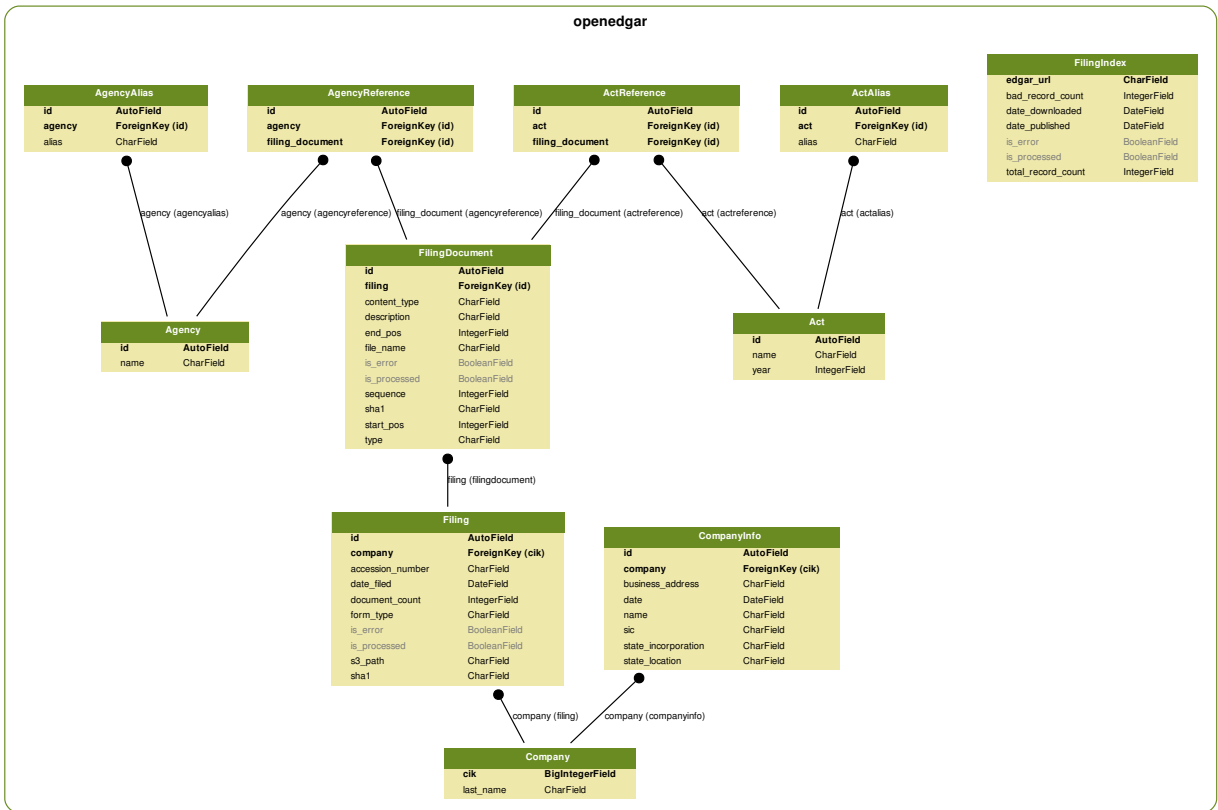 openedgar
AgencyAlias
id AutoField
agency ForeignKey (id)
alias CharField
AgencyReference
id AutoField
agency ForeignKey (id)
filing_document ForeignKey (id)
ActReference
id AutoField
act ForeignKey (id)
filing_document ForeignKey (id)
ActAlias
id AutoField
act ForeignKey (id)
alias CharField
FilingIndex
edgar_url CharField
bad_record_count IntegerField
date_downloaded DateField
date_published DateField
is_error BooleanField
is_processed BooleanField
total_record_count IntegerField
agency (agencyalias)
agency (agencyreference)
filing_document (agencyreference)
filing_document (actreference)
act (actreference)
act (actalias)
FilingDocument
id AutoField
filing ForeignKey (id)
content_type CharField
description CharField
end_pos IntegerField
file_name CharField
is_error BooleanField
is_processed BooleanField
sequence IntegerField
sha1 CharField
start_pos IntegerField
type CharField
Agency
id AutoField
name CharField
Act
id AutoField
name CharField
year IntegerField
filing (filingdocument)
Filing
id AutoField
company ForeignKey (cik)
accession_number CharField
date_filed DateField
document_count IntegerField
form_type CharField
is_error BooleanField
is_processed BooleanField
s3_path CharField
sha1 CharField
CompanyInfo
id AutoField
company ForeignKey (cik)
business_address CharField
date DateField
name CharField
sic CharField
state_incorporation CharField
state_location CharField
company (filing)
company (companyinfo)
Company
cik BigIntegerField
last_name CharField